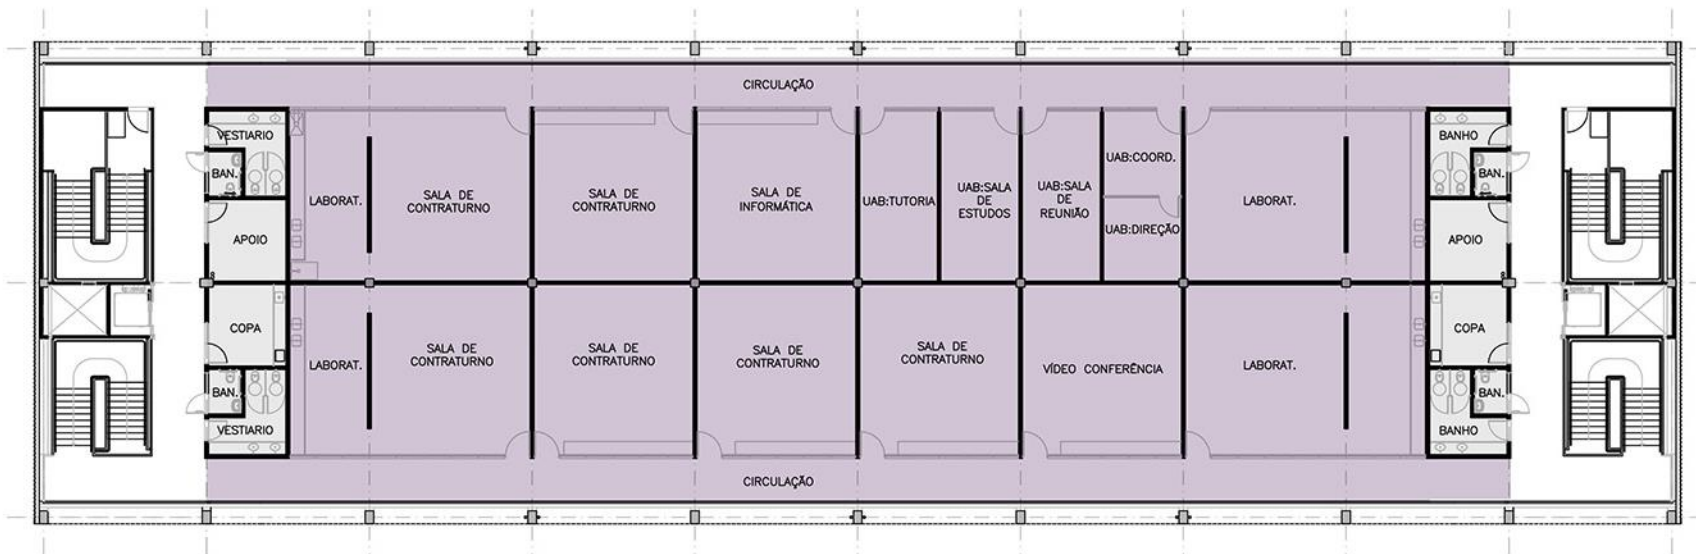 CIRCULAÇÃO
VESTIARIO
BAN.
APOIO
LABORAT.
SALA DE
CONTRATURNO
SALA DE
CONTRATURNO
SALA DE
INFORMÁTICA
UAB:TUTORIA
UAB:SALA
DE
ESTUDOS
UAB:SALA
DE
REUNIÃO
UAB:COORD.
UAB:DIREÇÃO
LABORAT.
BANHO
BAN.
APOIO
COPA
BAN.
VESTIARIO
LABORAT.
SALA DE
CONTRATURNO
SALA DE
CONTRATURNO
SALA DE
CONTRATURNO
SALA DE
CONTRATURNO
VÍDEO CONFERÊNCIA
LABORAT.
COPA
BAN.
BANHO
CIRCULAÇÃO